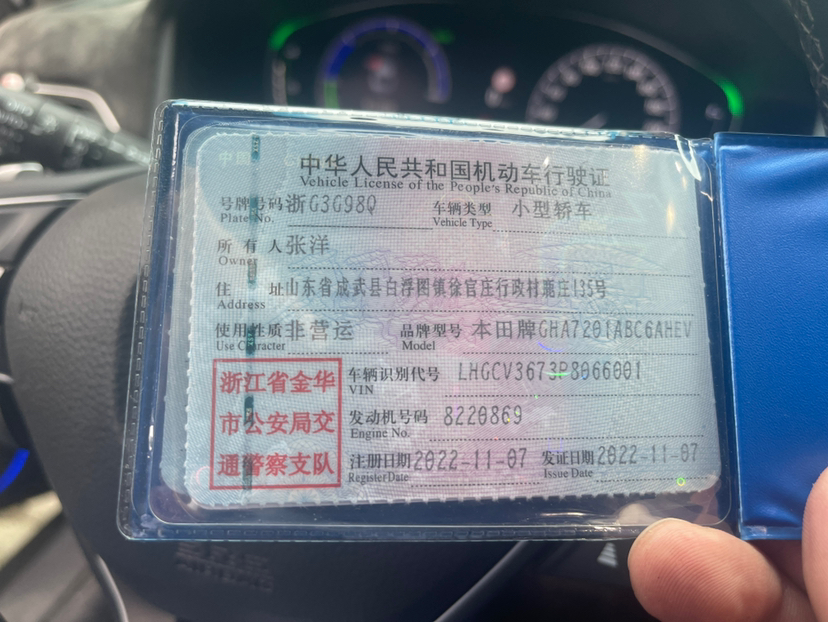 中华人民共和国机动车行驶证
Vehicle License of the People's Republic of China
号牌号码 浙G3G98Q 车辆类型 小型轿车
Plate No. Vehicle Type
所有人 张洋
Owner
住址 山东省成武县白浮图镇徐官庄行政村鹿庄135号
Address
使用性质 非营运 品牌型号 本田牌GHA7201ABC6AHEV
Use Character Model
浙江省金华
市公安局交
通警察支队
车辆识别代号 LHGCV3673P8066001
VIN
发动机号码 8220869
Engine No.
注册日期 2022-11-07 发证日期 2022-11-07
Register Date Issue Date